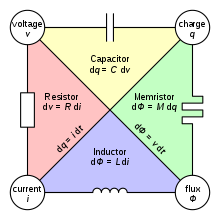 voltage
v
charge
q
Capacitor
dq = C dv
Resistor
dv = R di
Memristor
dΦ = M dq
dq = i dt
dΦ = v dt
Inductor
dΦ = L di
current
i
flux
Φ